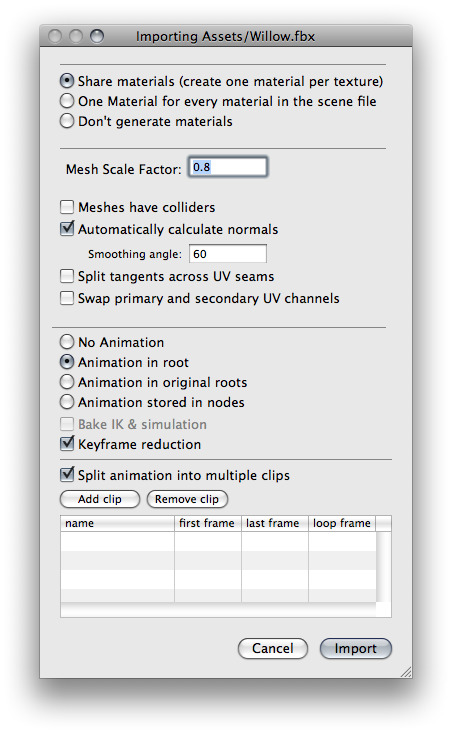 Importing Assets/Willow.fbx
Share materials (create one material per texture)
One Material for every material in the scene file
Don't generate materials
Mesh Scale Factor: 0.8
Meshes have colliders
Automatically calculate normals
Smoothing angle: 60
Split tangents across UV seams
Swap primary and secondary UV channels
No Animation
Animation in root
Animation in original roots
Animation stored in nodes
Bake IK & simulation
Keyframe reduction
Split animation into multiple clips
Add clip Remove clip
name first frame last frame loop frame
Cancel Import